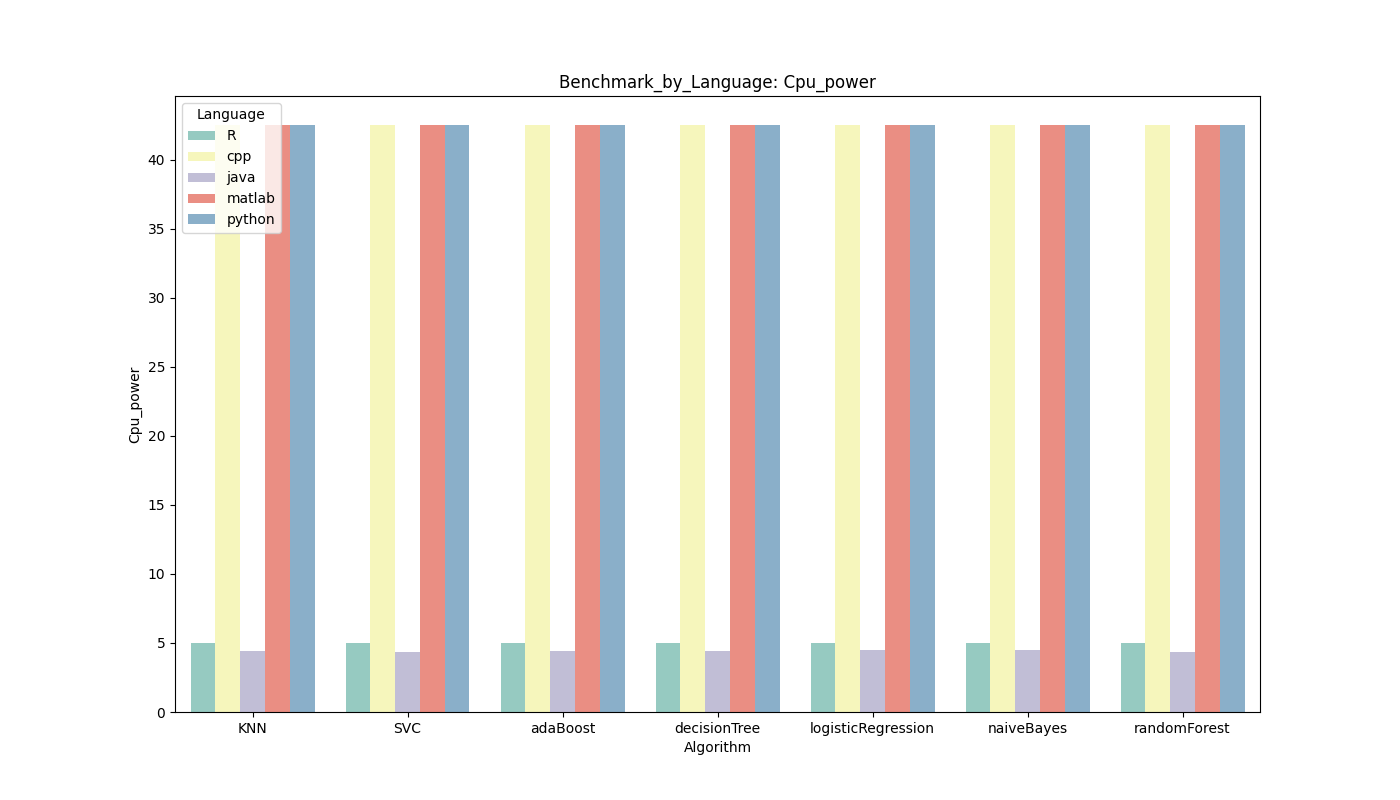 Benchmark_by_Language: Cpu_power
Language
R
cpp
java
matlab
python
40
35
30
25
20
15
10
5
0
Cpu_power
KNN SVC adaBoost decisionTree logisticRegression naiveBayes randomForest
Algorithm